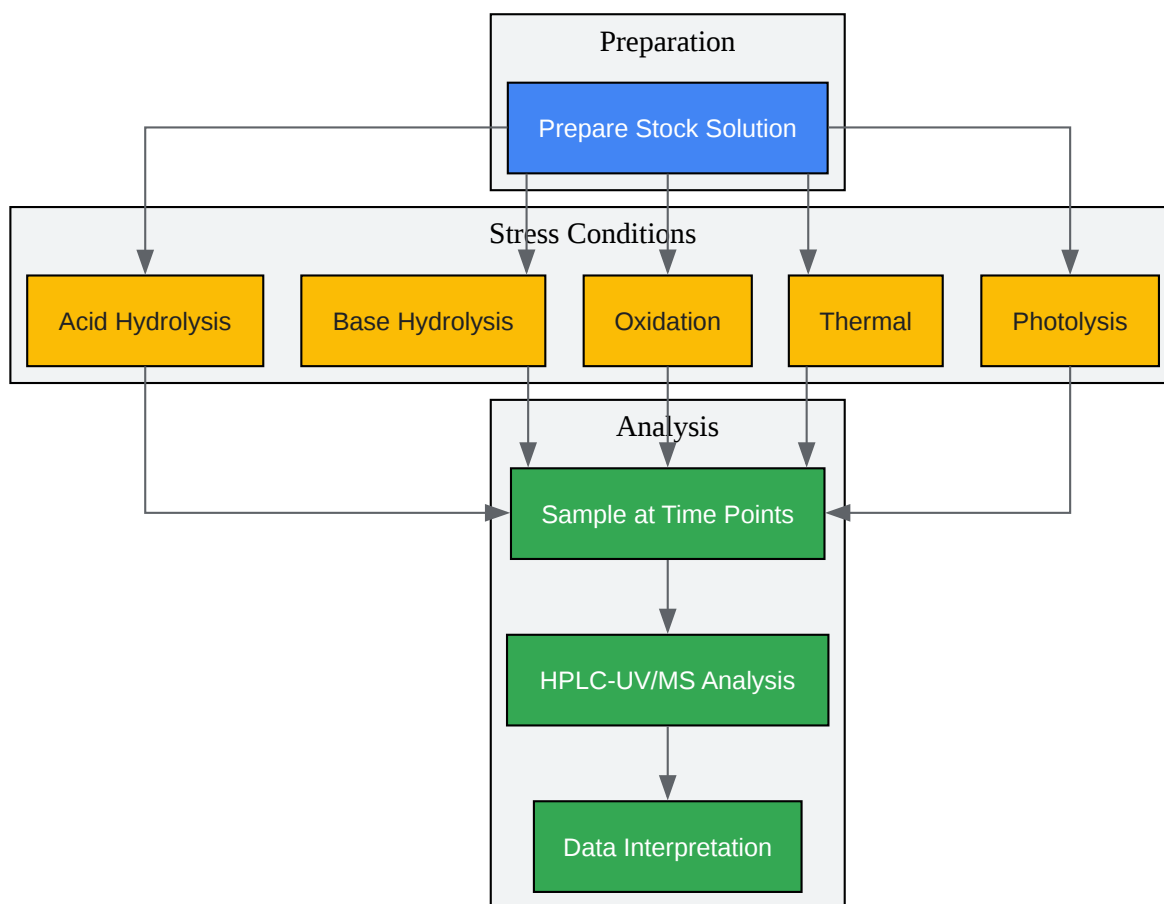 Preparation
Prepare Stock Solution
Stress Conditions
Acid Hydrolysis
Base Hydrolysis
Oxidation
Thermal
Photolysis
Analysis
Sample at Time Points
HPLC-UV/MS Analysis
Data Interpretation